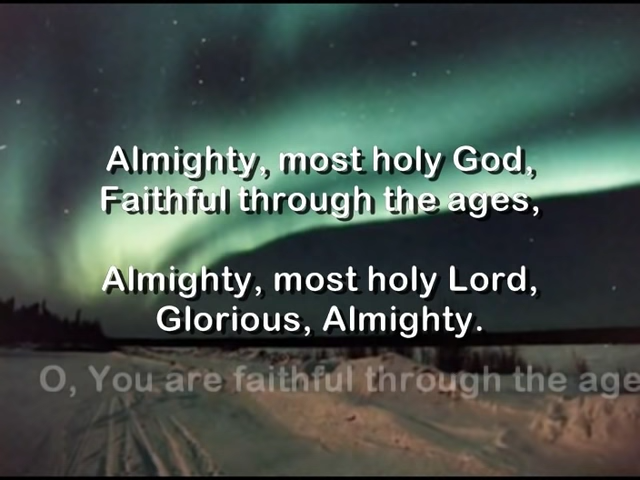 Almighty, most holy God,
Faithful through the ages,
Almighty, most holy Lord,
Glorious, Almighty.
O, You are faithful through the age